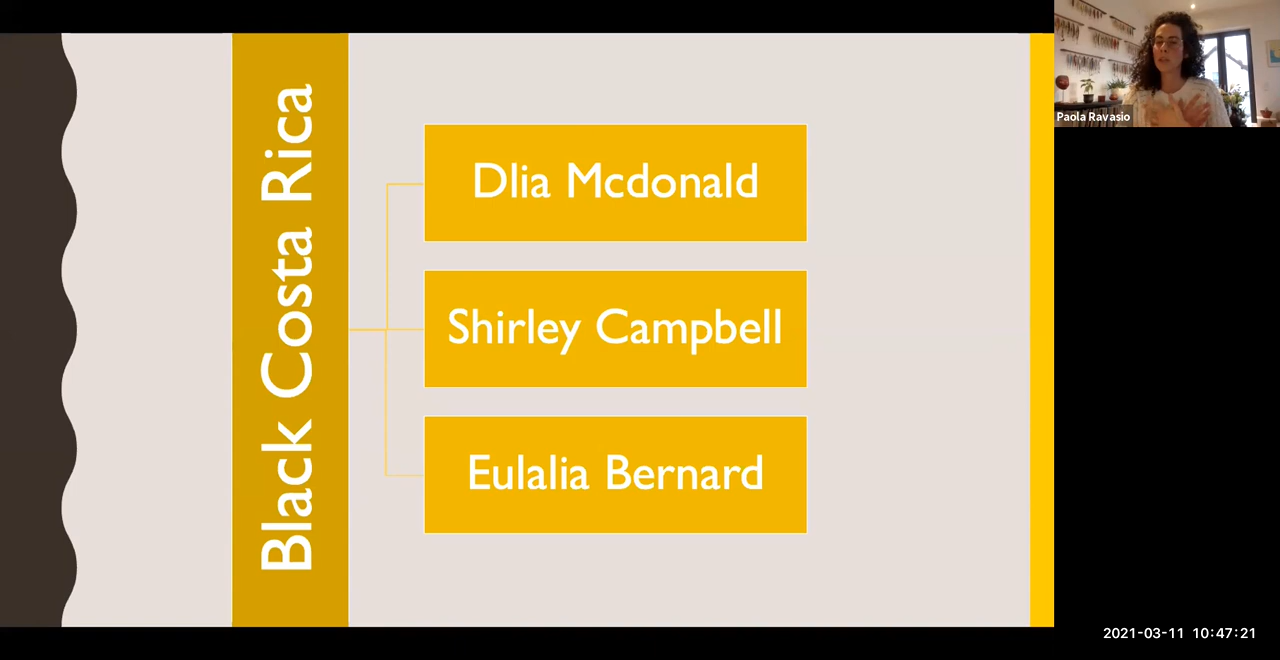 Black Costa Rica
Dlia Mcdonald
Shirley Campbell
Eulalia Bernard
Paola Ravasio
2021-03-11 10:47:21